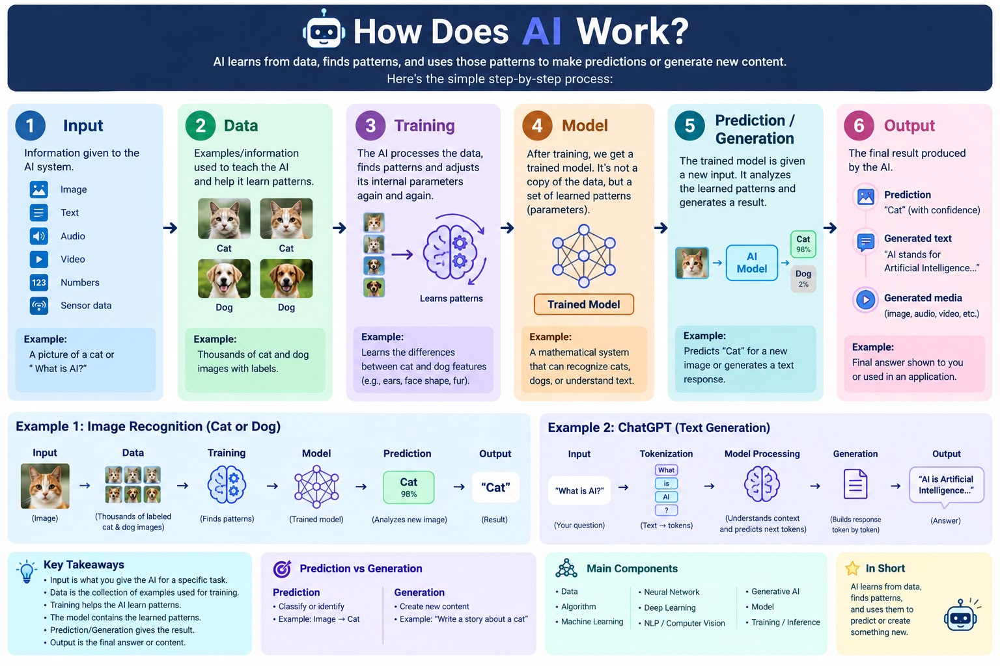 How Does AI Work?
AI learns from data, finds patterns, and uses those patterns to make predictions or generate new content.
Here's the simple step-by-step process:
1 Input
Information given to the
AI system.
Image
Text
Audio
Video
123 Numbers
Sensor data
Example:
A picture of a cat or
“ What is AI?”
2 Data
Examples/information
used to teach the AI
and help it learn patterns.
Cat Cat
Dog Dog
Example:
Thousands of cat and dog
images with labels.
3 Training
The AI processes the data,
finds patterns and adjusts
its internal parameters
again and again.
Learns patterns
Example:
Learns the differences
between cat and dog features
(e.g., ears, face shape, fur).
4 Model
After training, we get a
trained model. It's not a
copy of the data, but a
set of learned patterns
(parameters).
Trained Model
Example:
A mathematical system
that can recognize cats,
dogs, or understand text.
5 Prediction /
Generation
The trained model is given
a new input. It analyzes
the learned patterns and
generates a result.
AI
Model
Cat
98%
Dog
2%
Example:
Predicts “Cat” for a new
image or generates a text
response.
6 Output
The final result produced
by the AI.
Prediction
“Cat” (with confidence)
Generated text
“AI stands for
Artificial Intelligence...”
Generated media
(image, audio, video, etc.)
Example:
Final answer shown to you
or used in an application.
Example 1: Image Recognition (Cat or Dog)
Input
(Image)
Data
(Thousands of labeled
cat & dog images)
Training
(Finds patterns)
Model
(Trained model)
Prediction
Cat
98%
(Analyzes new image)
Output
“Cat”
(Result)
Example 2: ChatGPT (Text Generation)
Input
“What is AI?”
(Your question)
Tokenization
What
is
AI
?
(Text → tokens)
Model Processing
(Understands context
and predicts next tokens)
Generation
(Builds response
token by token)
Output
“AI is Artificial
Intelligence...”
(Answer)
Key Takeaways
• Input is what you give the AI for a specific task.
• Data is the collection of examples used for training.
• Training helps the AI learn patterns.
• The model contains the learned patterns.
• Prediction/Generation gives the result.
• Output is the final answer or content.
Prediction vs Generation
Prediction
• Classify or identify
• Example: Image → Cat
Generation
• Create new content
• Example: “Write a story about a cat”
Main Components
• Data
• Algorithm
• Machine Learning
• Neural Network
• Deep Learning
• NLP / Computer Vision
• Generative AI
• Model
• Training / Inference
In Short
AI learns from data,
finds patterns,
and uses them to
predict or create
something new.